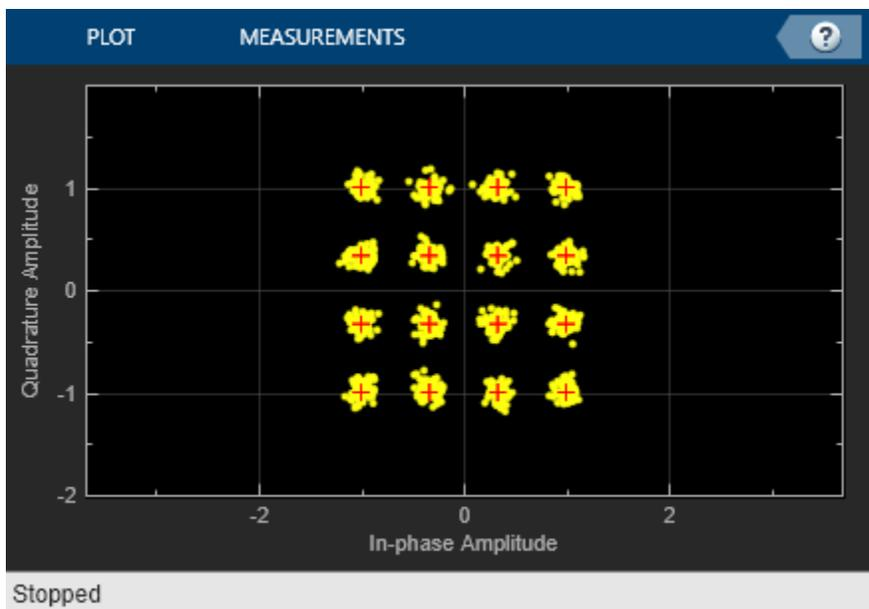 PLOT MEASUREMENTS ?
1
0
-1
-2
Quadrature Amplitude
-2 0 2
In-phase Amplitude
Stopped